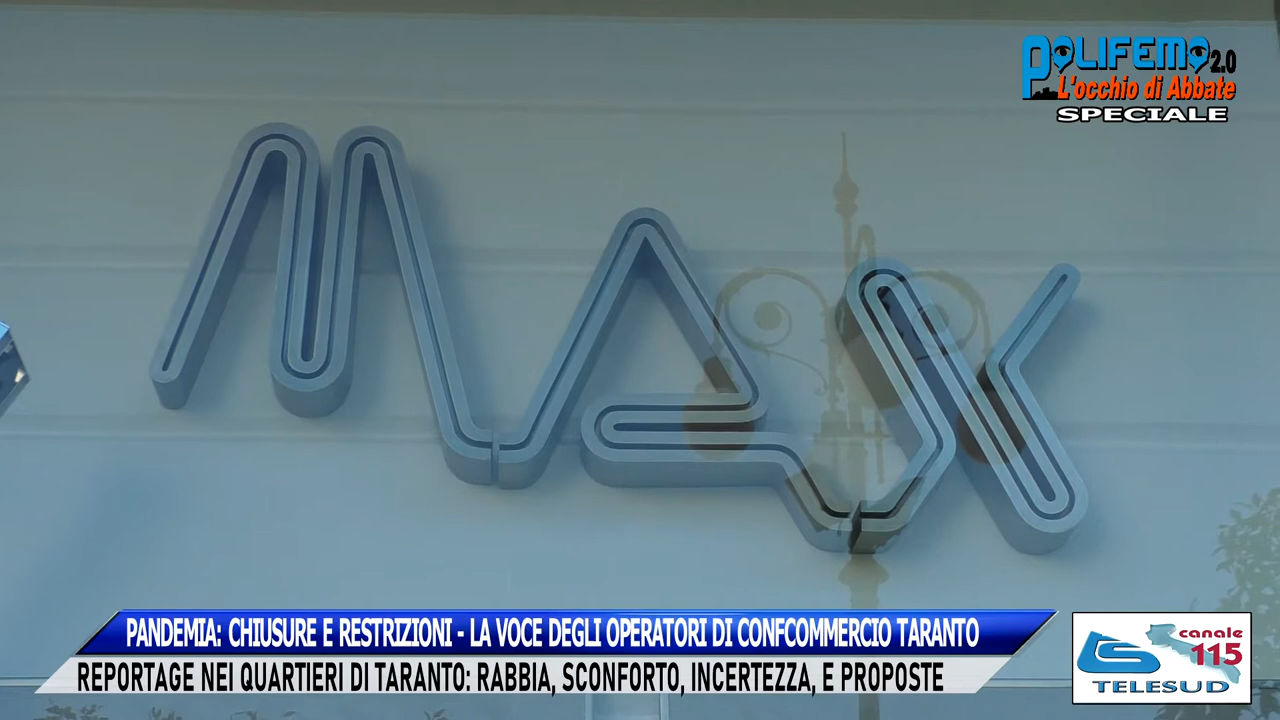 POLIFEMO 2.0
L'occhio di Abbate
SPECIALE
MAX
PANDEMIA: CHIUSURE E RESTRIZIONI - LA VOCE DEGLI OPERATORI DI CONFCOMMERCIO TARANTO
REPORTAGE NEI QUARTIERI DI TARANTO: RABBIA, SCONFORTO, INCERTEZZA, E PROPOSTE
canale
115
TELESUD